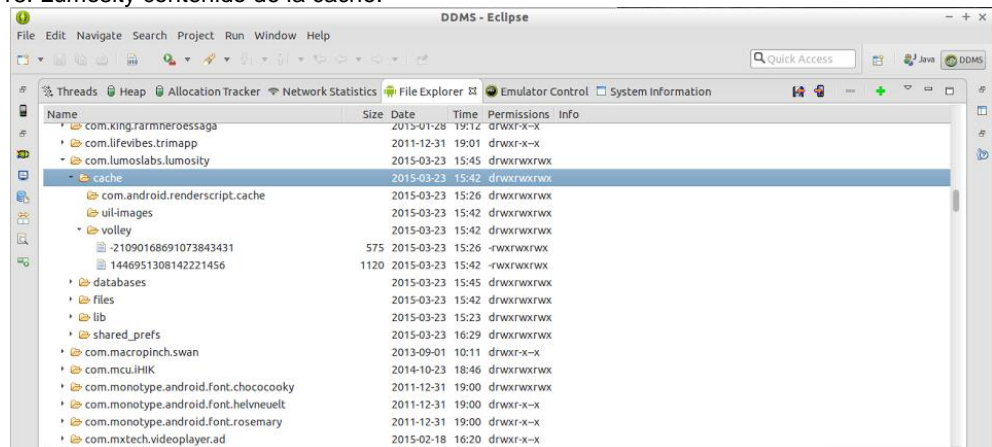 Lumosity contenido de la cache.
DDMS - Eclipse
File Edit Navigate Search Project Run Window Help
Quick Access Java DDMS
Threads Heap Allocation Tracker Network Statistics File Explorer Emulator Control System Information
Name Size Date Time Permissions Info
com.king.farmheroessaga 2015-01-28 19:12 drwxr-x--x
com.lifevibes.trimapp 2011-12-31 19:01 drwxr-x--x
com.lumoslabs.lumosity 2015-03-23 15:45 drwxrwxrwx
cache 2015-03-23 15:42 drwxrwxrwx
com.android.renderscript.cache 2015-03-23 15:26 drwxrwxrwx
uil-images 2015-03-23 15:42 drwxrwxrwx
volley 2015-03-23 15:42 drwxrwxrwx
-21090168691073843431 575 2015-03-23 15:26 -rwxrwxrwx
1446951308142221456 1120 2015-03-23 15:42 -rwxrwxrwx
databases 2015-03-23 15:45 drwxrwxrwx
files 2015-03-23 15:42 drwxrwxrwx
lib 2015-03-23 15:23 drwxrwxrwx
shared_prefs 2015-03-23 16:29 drwxrwxrwx
com.macropinch.swan 2013-09-01 10:11 drwxr-x--x
com.mcu.iHIK 2014-10-23 18:46 drwxrwxrwx
com.monotype.android.font.chococooky 2011-12-31 19:00 drwxr-x--x
com.monotype.android.font.helvneuelt 2011-12-31 19:00 drwxr-x--x
com.monotype.android.font.rosemary 2011-12-31 19:00 drwxr-x--x
com.mxtech.videoplayer.ad 2015-02-18 16:20 drwxr-x--x